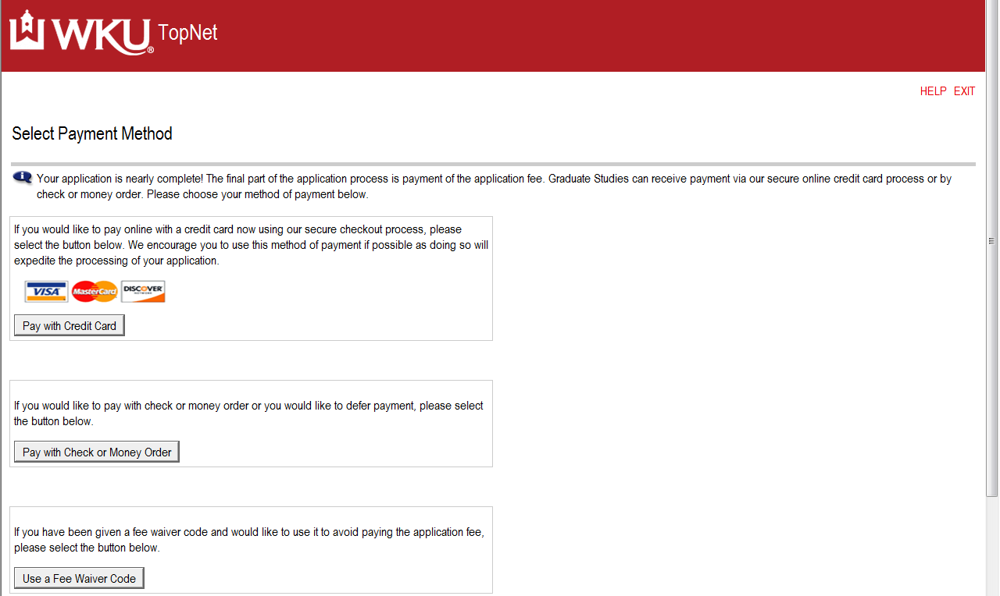 WKU® TopNet
HELP EXIT
Select Payment Method
Your application is nearly complete! The final part of the application process is payment of the application fee. Graduate Studies can receive payment via our secure online credit card process or by
check or money order. Please choose your method of payment below.
If you would like to pay online with a credit card now using our secure checkout process, please
select the button below. We encourage you to use this method of payment if possible as doing so will
expedite the processing of your application.
VISA MasterCard DISCOVER
NETWORK
Pay with Credit Card
If you would like to pay with check or money order or you would like to defer payment, please select
the button below.
Pay with Check or Money Order
If you have been given a fee waiver code and would like to use it to avoid paying the application fee,
please select the button below.
Use a Fee Waiver Code